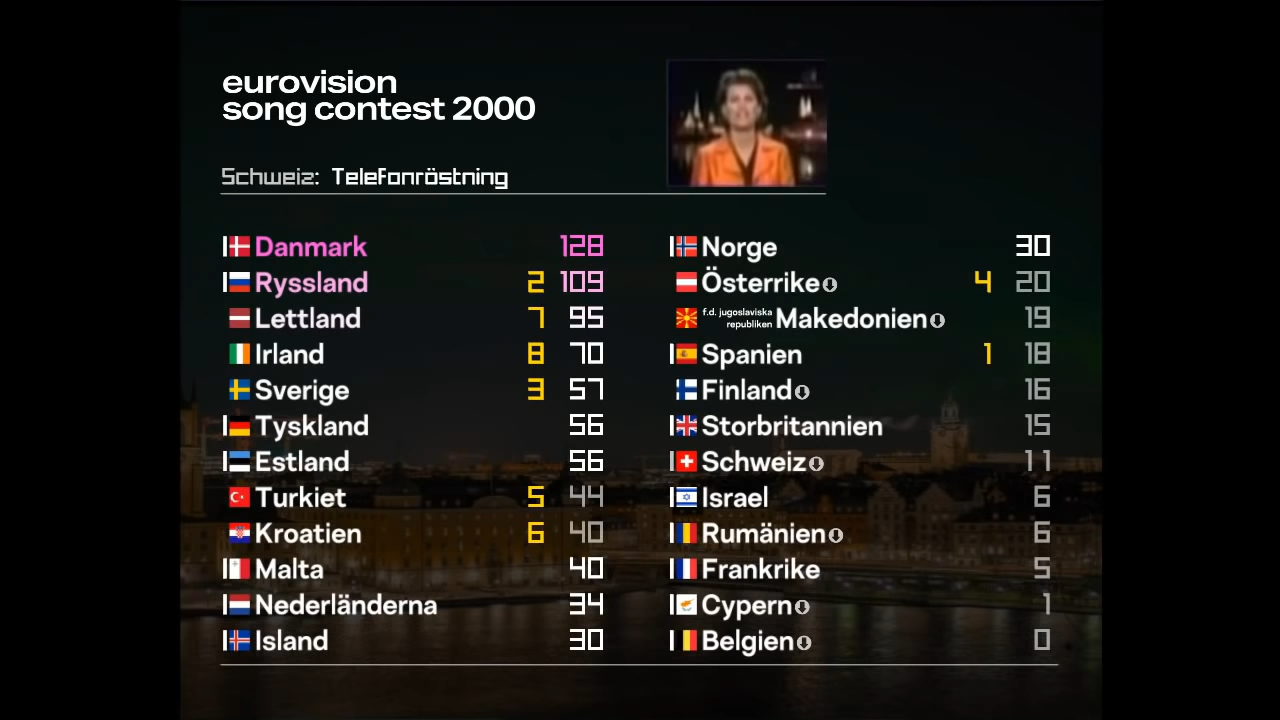 eurovision
song contest 2000
Schweiz: Telefonröstning
Danmark 128
Ryssland 2 109
Lettland 7 95
Irland 8 70
Sverige 3 57
Tyskland 56
Estland 56
Turkiet 5 44
Kroatien 6 40
Malta 40
Nederländerna 34
Island 30
Norge 30
Österrike 4 20
f.d. jugoslaviska
republiken Makedonien 19
Spanien 1 18
Finland 16
Storbritannien 15
Schweiz 11
Israel 6
Rumänien 6
Frankrike 5
Cypern 1
Belgien 0